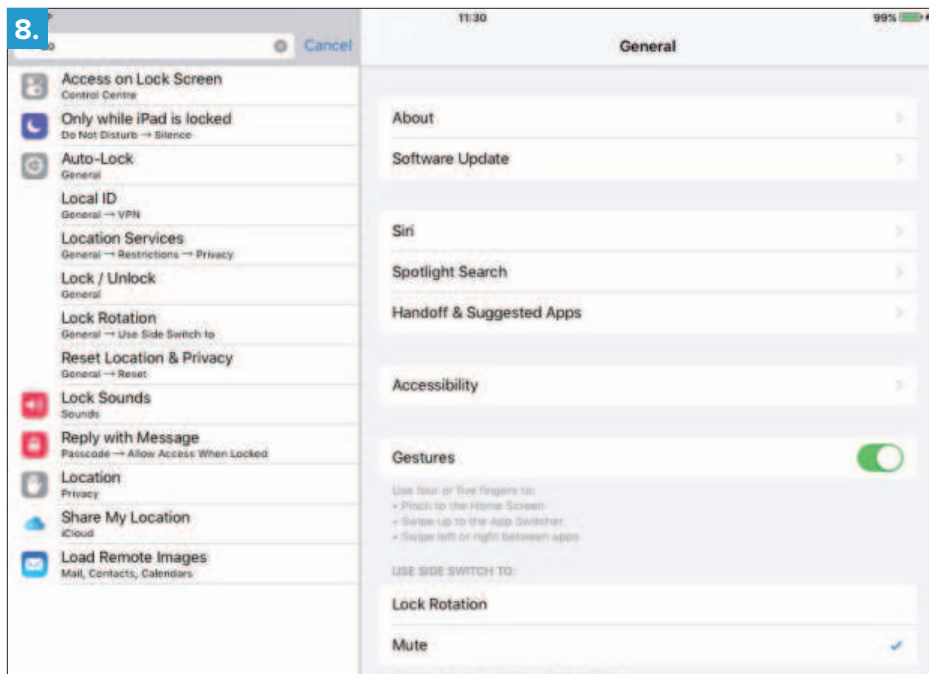 8.
11:30
99%
Cancel
General
Access on Lock Screen
Control Centre
Only while iPad is locked
Do Not Disturb → Silence
Auto-Lock
General
Local ID
General → VPN
Location Services
General → Restrictions → Privacy
Lock / Unlock
General
Lock Rotation
General → Use Side Switch to
Reset Location & Privacy
General → Reset
Lock Sounds
Sounds
Reply with Message
Passcode → Allow Access When Locked
Location
Privacy
Share My Location
iCloud
Load Remote Images
Mail, Contacts, Calendars
About
Software Update
Siri
Spotlight Search
Handoff & Suggested Apps
Accessibility
Gestures
Use four or five fingers to:
• Pinch to the Home Screen
• Swipe up to the App Switcher
• Swipe left or right between apps
USE SIDE SWITCH TO:
Lock Rotation
Mute